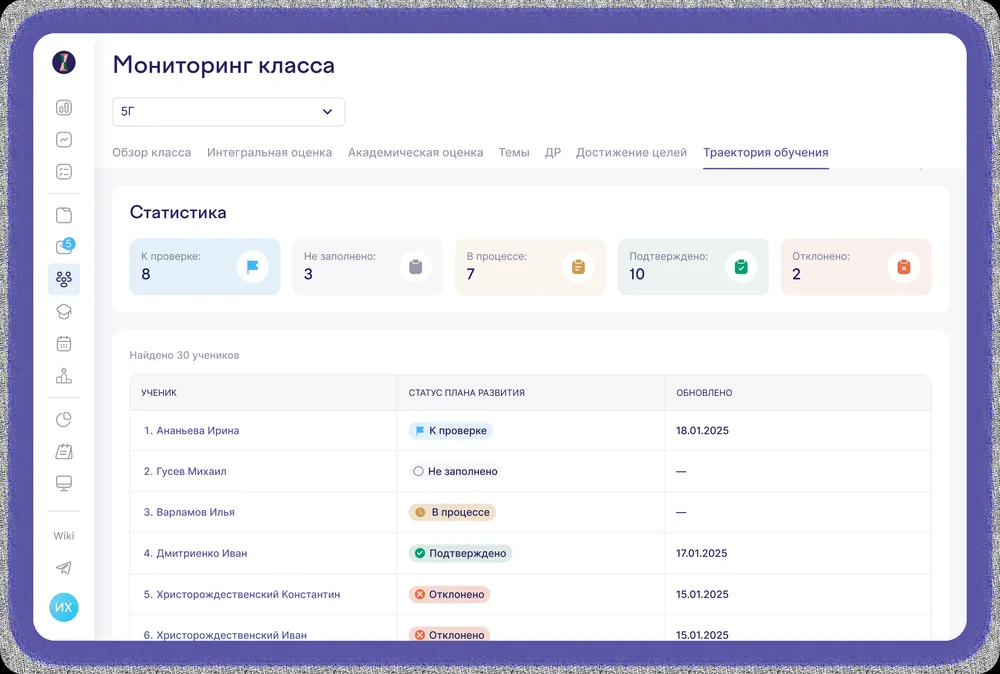 Мониторинг класса
5Г
Обзор класса Интегральная оценка Академическая оценка Темы ДР Достижение целей Траектория обучения
Статистика
К проверке: Не заполнено: В процессе: Подтверждено: Отклонено:
8 3 7 10 2
5
Найдено 30 учеников
УЧЕНИК СТАТУС ПЛАНА РАЗВИТИЯ ОБНОВЛЕНО
1. Ананьева Ирина К проверке 18.01.2025
2. Гусев Михаил Не заполнено —
3. Варламов Илья В процессе —
4. Дмитриенко Иван Подтверждено 17.01.2025
5. Христорождественский Константин Отклонено 15.01.2025
6. Христорождественский Иван Отклонено 15.01.2025
Wiki
ИХ